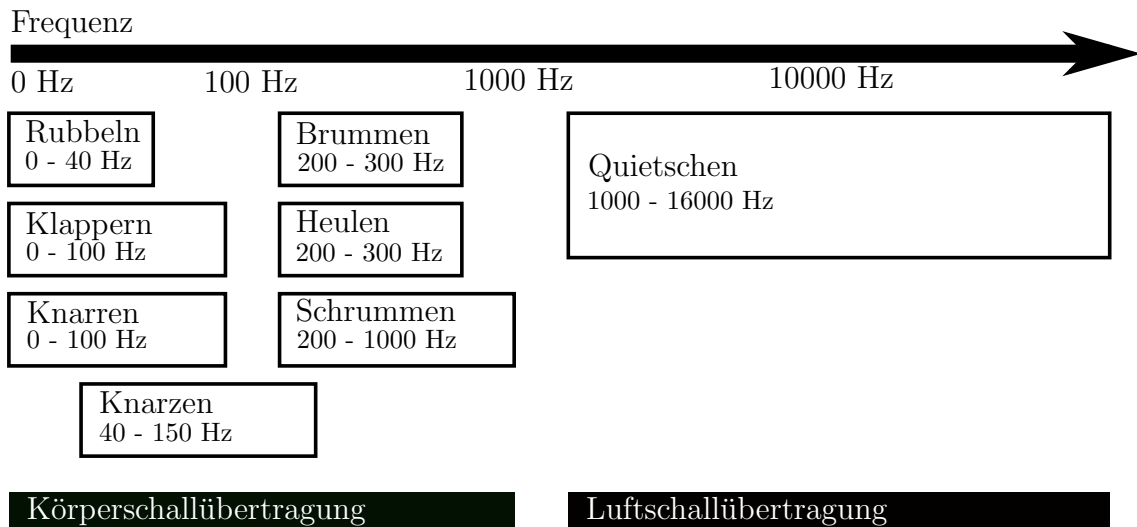 Frequenz
0 Hz 100 Hz 1000 Hz 10000 Hz
Rubbeln
0 - 40 Hz
Brummen
200 - 300 Hz
Quietschen
1000 - 16000 Hz
Klappern
0 - 100 Hz
Heulen
200 - 300 Hz
Knarren
0 - 100 Hz
Schrummen
200 - 1000 Hz
Knarzen
40 - 150 Hz
Körperschallübertragung
Luftschallübertragung